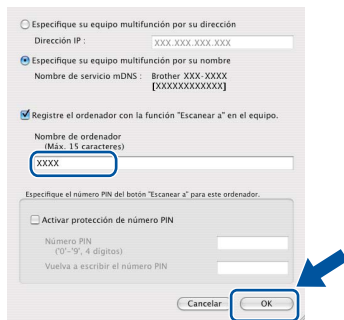 Especifique su equipo multifunción por su dirección
Dirección IP : XXX.XXX.XXX.XXX
Especifique su equipo multifunción por su nombre
Nombre de servicio mDNS : Brother XXX-XXXX
[XXXXXXXXXXXX]
Registre el ordenador con la función "Escanear a" en el equipo.
Nombre de ordenador
(Máx. 15 caracteres)
XXXX
Especifique el número PIN del botón "Escanear a" para este ordenador.
Activar protección de número PIN
Número PIN
('0'-'9', 4 dígitos)
Vuelva a escribir el número PIN
Cancelar OK